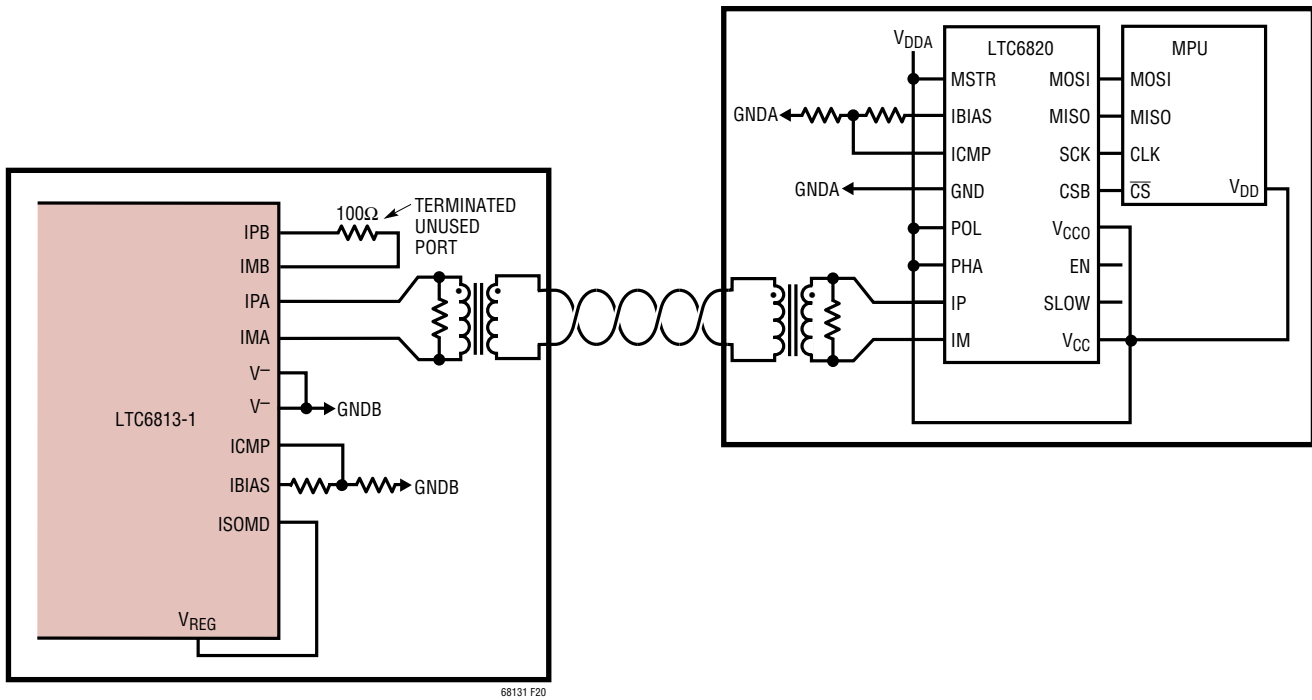 VDDA
LTC6820
MPU
MSTR
MOSI
MOSI
GNDA
IBIAS
MISO
MISO
ICMP
SCK
CLK
GNDA
GND
CSB
CS
VDD
POL
VCCO
PHA
EN
IP
SLOW
IM
VCC
100Ω
TERMINATED
UNUSED
PORT
IPB
IMB
IPA
IMA
V–
V–
GNDB
LTC6813-1
ICMP
IBIAS
GNDB
ISOMD
VREG
68131 F20